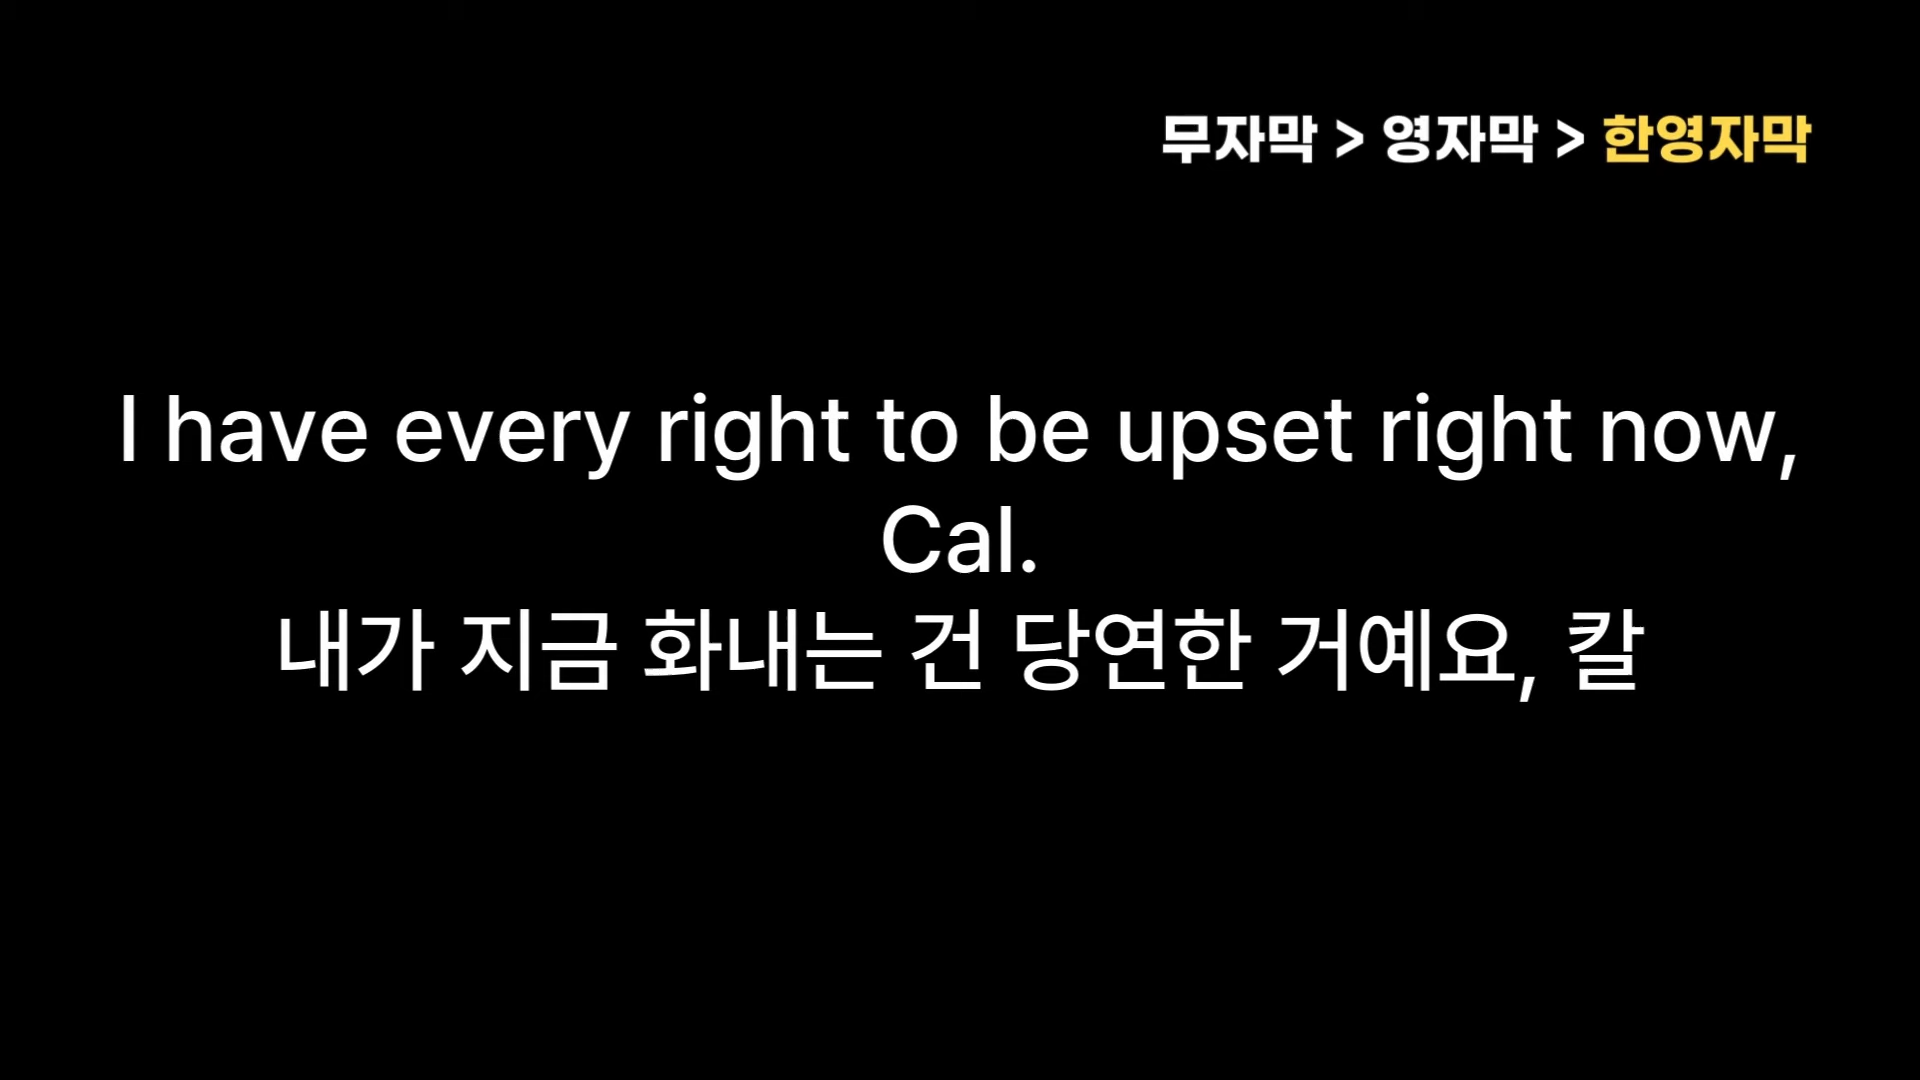 무자막 > 영자막 > 한영자막
I have every right to be upset right now,
Cal.
내가 지금 화내는 건 당연한 거예요, 칼